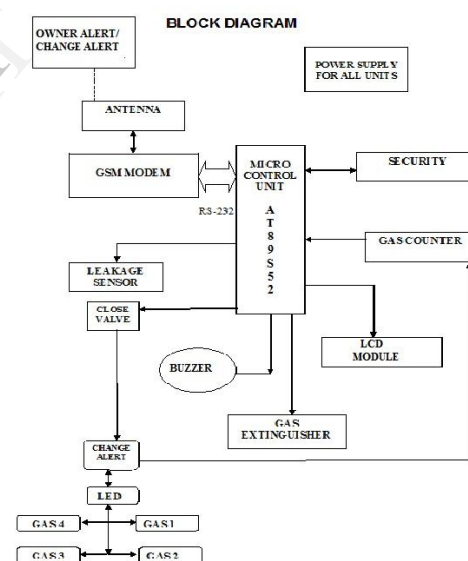 BLOCK DIAGRAM
OWNER ALERT/
CHANGE ALERT
POWER SUPPLY
FOR ALL UNITS
ANTENNA
GSM MODEM
MICRO
CONTROL
UNIT
A
T
8
9
S
5
2
SECURITY
RS-232
GAS COUNTER
LEAKAGE
SENSOR
CLOSE
VALVE
LCD
MODULE
BUZZER
GAS
EXTINGUISHER
CHANGE
ALERT
LED
GAS 4
GAS 1
GAS 3
GAS 2